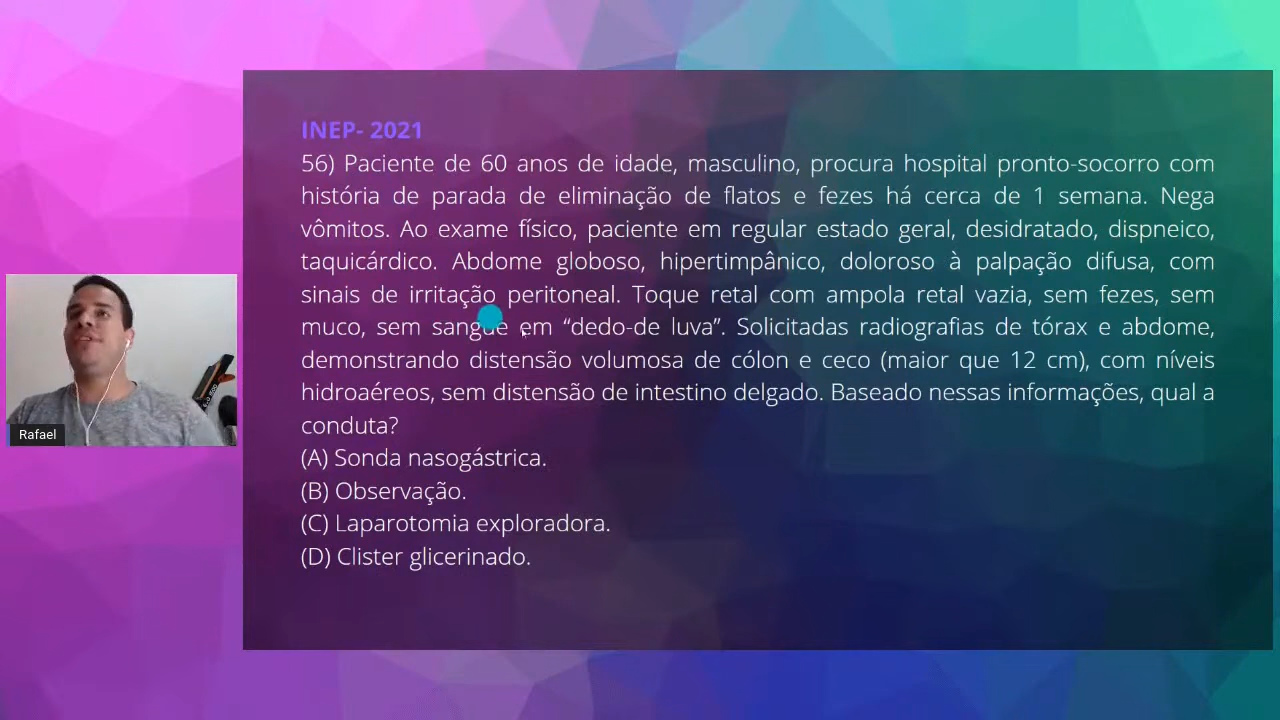 INEP- 2021
56) Paciente de 60 anos de idade, masculino, procura hospital pronto-socorro com
história de parada de eliminação de flatos e fezes há cerca de 1 semana. Nega
vômitos. Ao exame físico, paciente em regular estado geral, desidratado, dispneico,
taquicárdico. Abdome globoso, hipertimpânico, doloroso à palpação difusa, com
sinais de irritação peritoneal. Toque retal com ampola retal vazia, sem fezes, sem
muco, sem sangue em “dedo-de luva”. Solicitadas radiografias de tórax e abdome,
demonstrando distensão volumosa de cólon e ceco (maior que 12 cm), com níveis
hidroaéreos, sem distensão de intestino delgado. Baseado nessas informações, qual a
conduta?
(A) Sonda nasogástrica.
(B) Observação.
(C) Laparotomia exploradora.
(D) Clister glicerinado.
Rafael